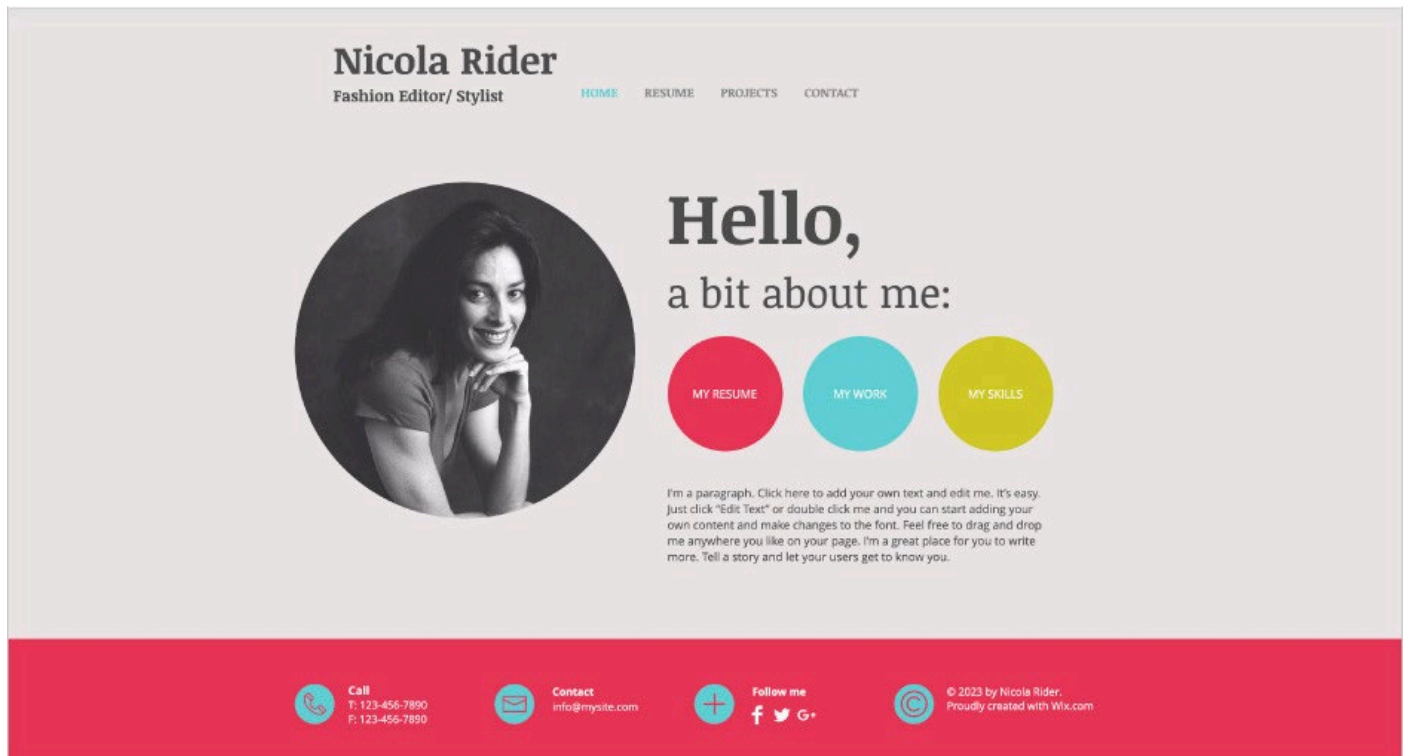 Nicola Rider
Fashion Editor/ Stylist
HOME RESUME PROJECTS CONTACT
Hello,
a bit about me:
MY RESUME
MY WORK
MY SKILLS
I'm a paragraph. Click here to add your own text and edit me. It's easy.
Just click "Edit Text" or double click me and you can start adding your
own content and make changes to the font. Feel free to drag and drop
me anywhere you like on your page. I'm a great place for you to write
more. Tell a story and let your users get to know you.
Call
T: 123-456-7890
F: 123-456-7890
Contact
info@mysite.com
Follow me
f G+
© 2023 by Nicola Rider.
Proudly created with Wix.com